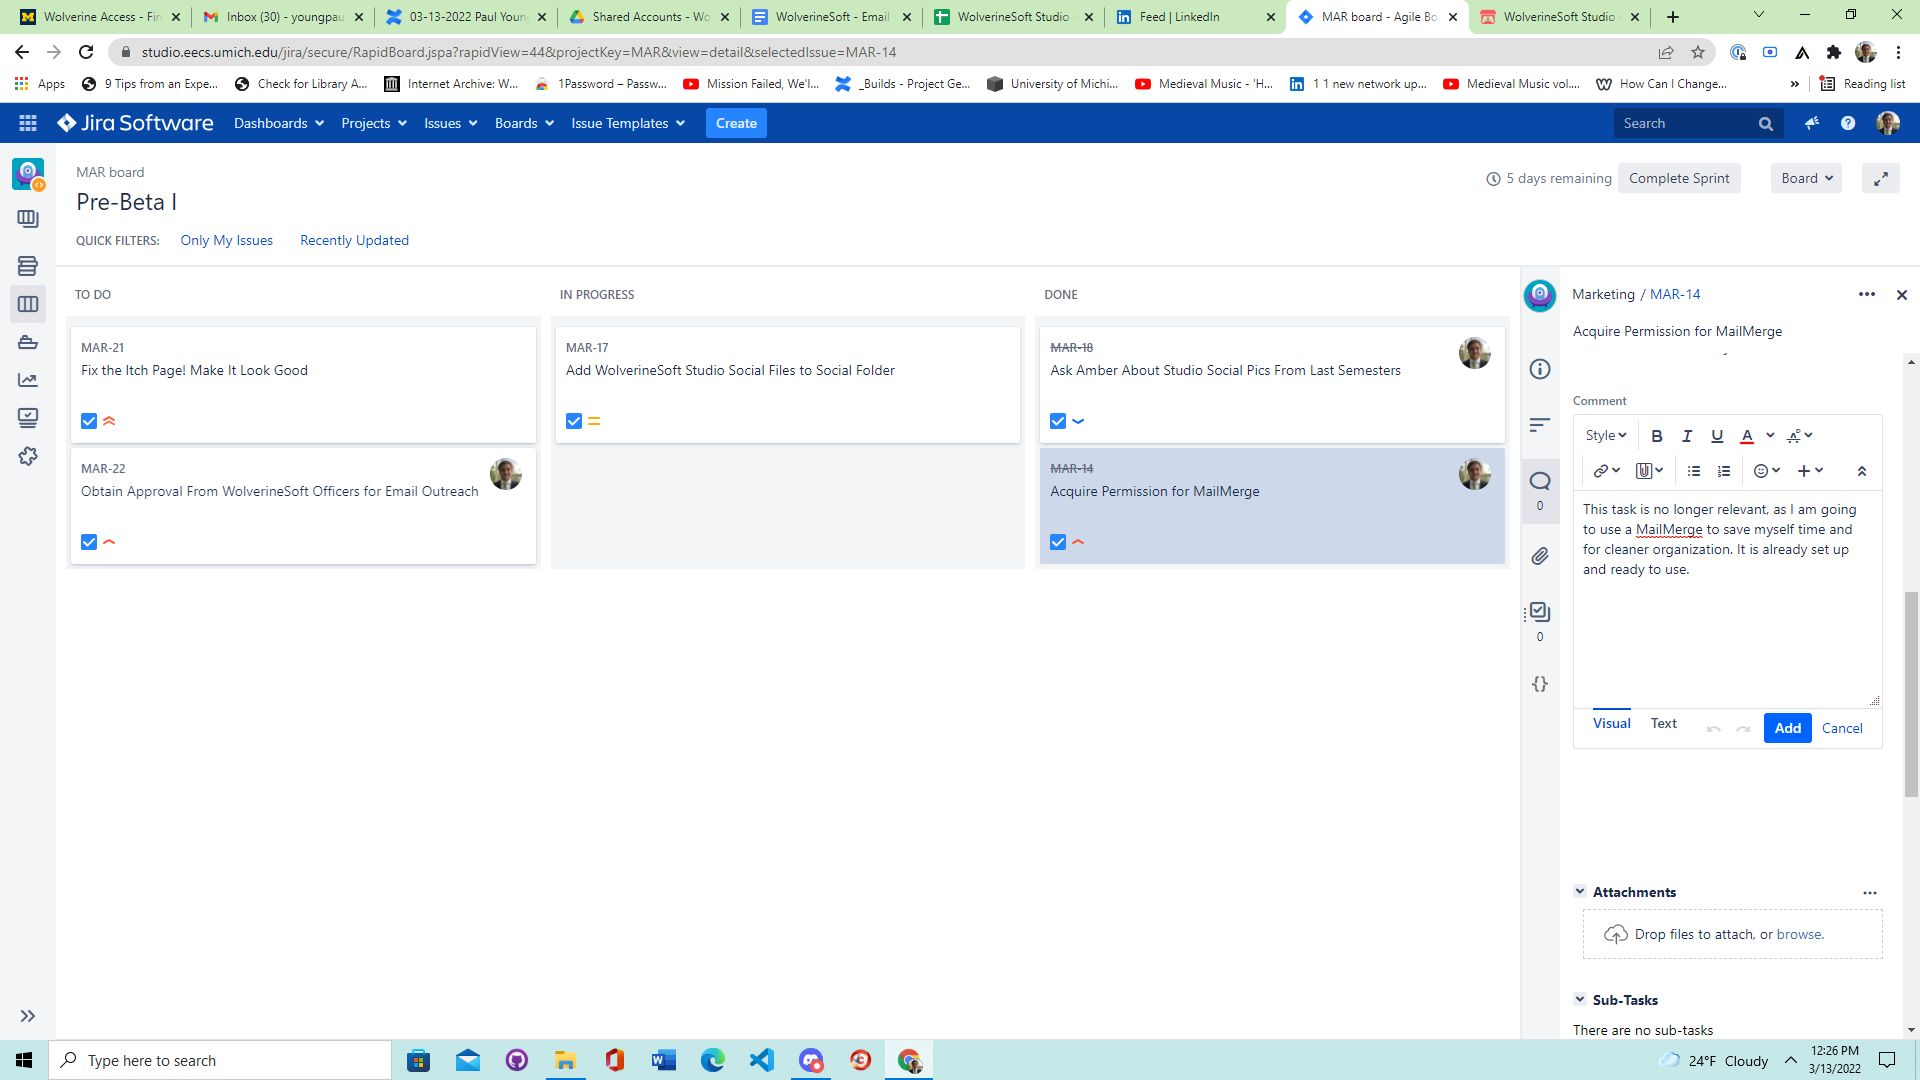 Wolverine Access - Fin
Inbox (30) - youngpau
03-13-2022 Paul Youn
Shared Accounts - Wo
WolverineSoft - Email
WolverineSoft Studio -
Feed | LinkedIn
MAR board - Agile Bo
WolverineSoft Studio -
studio.eecs.umich.edu/jira/secure/RapidBoard.jspa?rapidView=44&projectKey=MAR&view=detail&selectedIssue=MAR-14
Apps
9 Tips from an Expe...
Check for Library A...
Internet Archive: W...
1Password – Passw...
Mission Failed, We'l...
_Builds - Project Ge...
University of Michi...
Medieval Music - 'H...
1 1 new network up...
Medieval Music vol....
How Can I Change...
»
Reading list
Jira Software
Dashboards
Projects
Issues
Boards
Issue Templates
Create
Search
MAR board
Pre-Beta I
5 days remaining
Complete Sprint
Board
QUICK FILTERS:
Only My Issues
Recently Updated
TO DO
IN PROGRESS
DONE
MAR-21
Fix the Itch Page! Make It Look Good
MAR-22
Obtain Approval From WolverineSoft Officers for Email Outreach
MAR-17
Add WolverineSoft Studio Social Files to Social Folder
MAR-18
Ask Amber About Studio Social Pics From Last Semesters
MAR-14
Acquire Permission for MailMerge
0
0
Marketing / MAR-14
Acquire Permission for MailMerge
Comment
Style
B
I
U
A
This task is no longer relevant, as I am going
to use a MailMerge to save myself time and
for cleaner organization. It is already set up
and ready to use.
Visual
Text
Add
Cancel
Attachments
Drop files to attach, or browse.
Sub-Tasks
There are no sub-tasks
Type here to search
24°F Cloudy
12:26 PM
3/13/2022